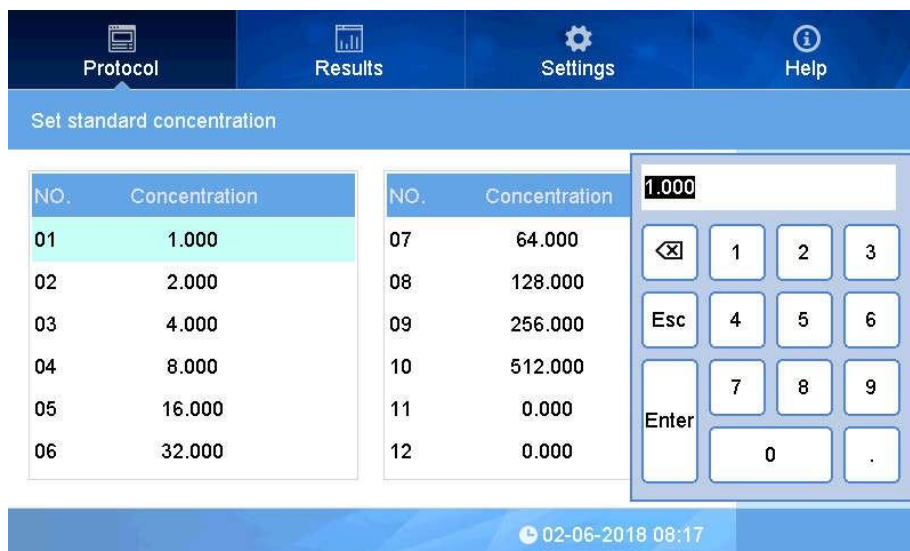 Protocol Results Settings Help
Set standard concentration
NO. Concentration
01 1.000
02 2.000
03 4.000
04 8.000
05 16.000
06 32.000
NO. Concentration
07 64.000
08 128.000
09 256.000
10 512.000
11 0.000
12 0.000
1.000
1 2 3
Esc 4 5 6
7 8 9
Enter
0 .
02-06-2018 08:17